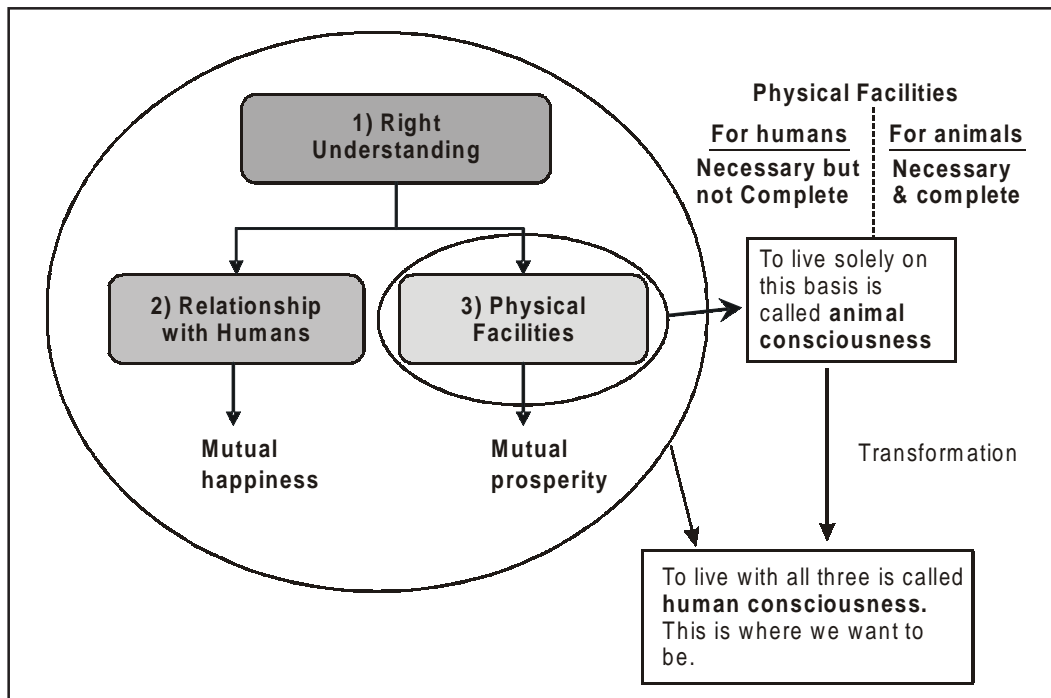 1) Right
Understanding
2) Relationship
with Humans
3) Physical
Facilities
Mutual
happiness
Mutual
prosperity
Physical Facilities
For humans
Necessary but
not Complete
For animals
Necessary
& complete
To live solely on
this basis is
called animal
consciousness
Transformation
To live with all three is called
human consciousness.
This is where we want to
be.